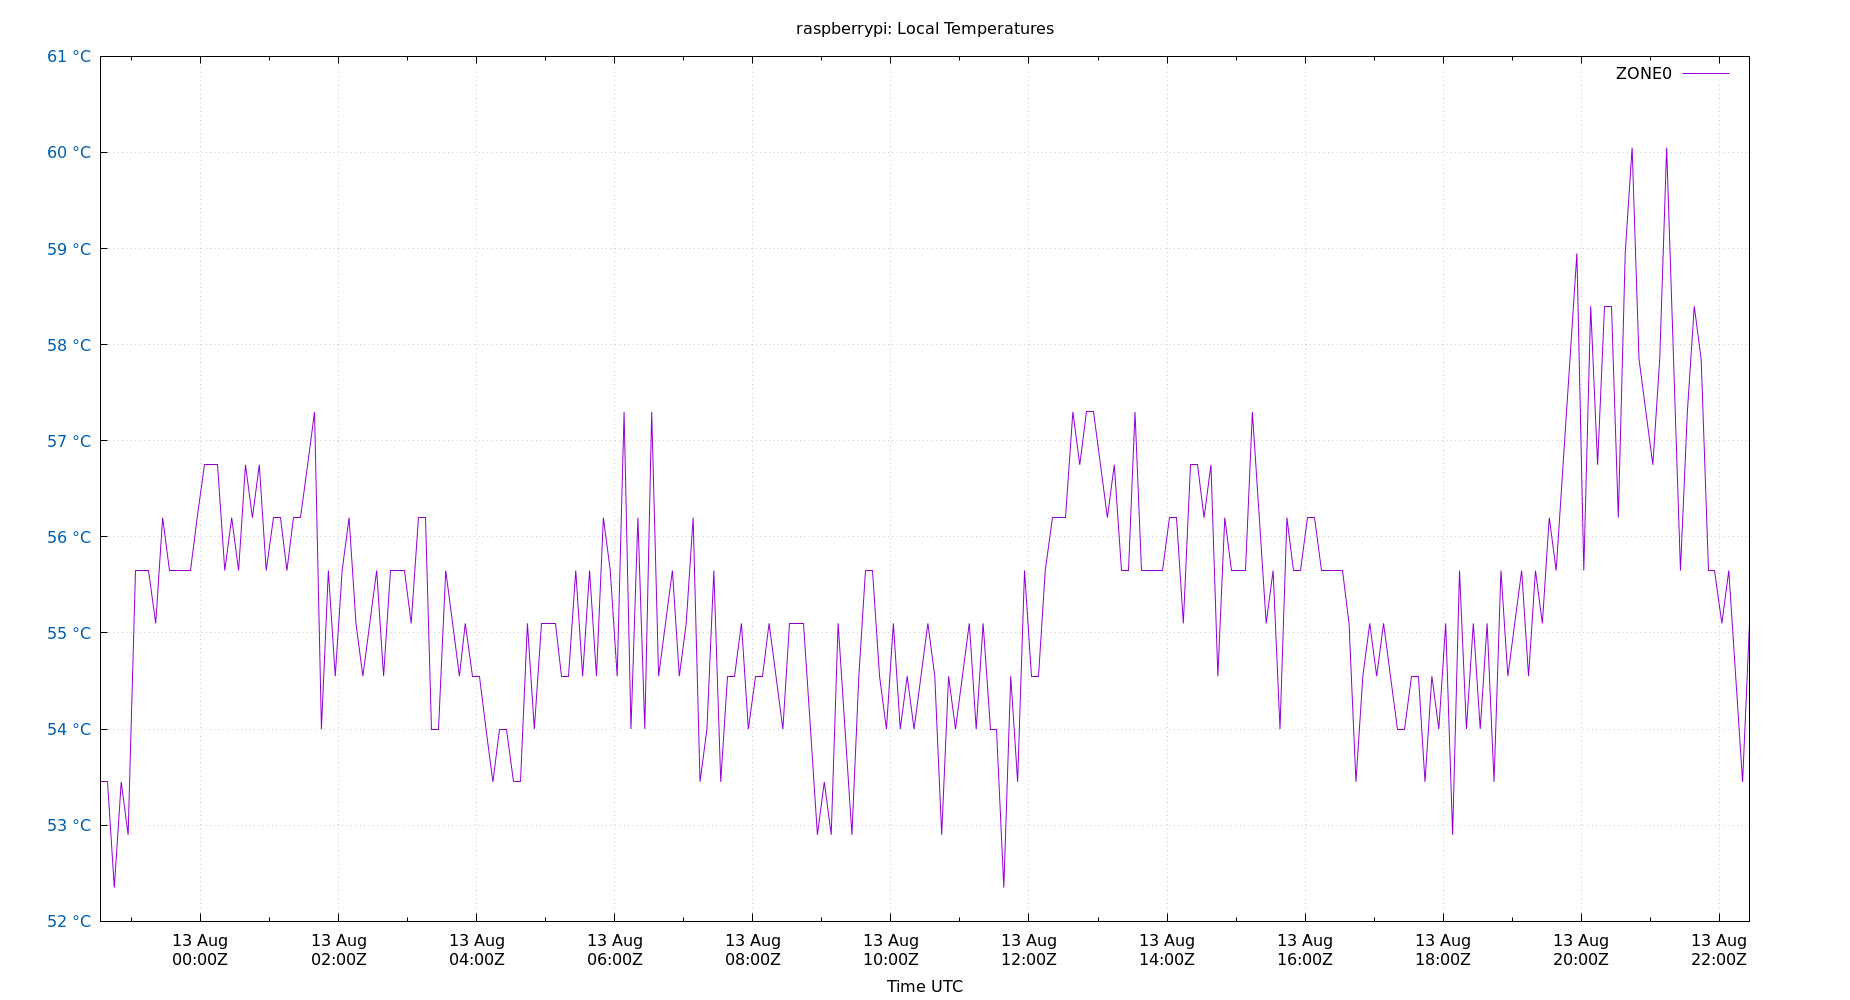 raspberrypi: Local Temperatures
61 °C
ZONE0
60 °C
59 °C
58 °C
57 °C
56 °C
55 °C
54 °C
53 °C
52 °C
13 Aug 13 Aug 13 Aug 13 Aug 13 Aug 13 Aug 13 Aug 13 Aug 13 Aug 13 Aug 13 Aug 13 Aug
00:00Z 02:00Z 04:00Z 06:00Z 08:00Z 10:00Z 12:00Z 14:00Z 16:00Z 18:00Z 20:00Z 22:00Z
Time UTC